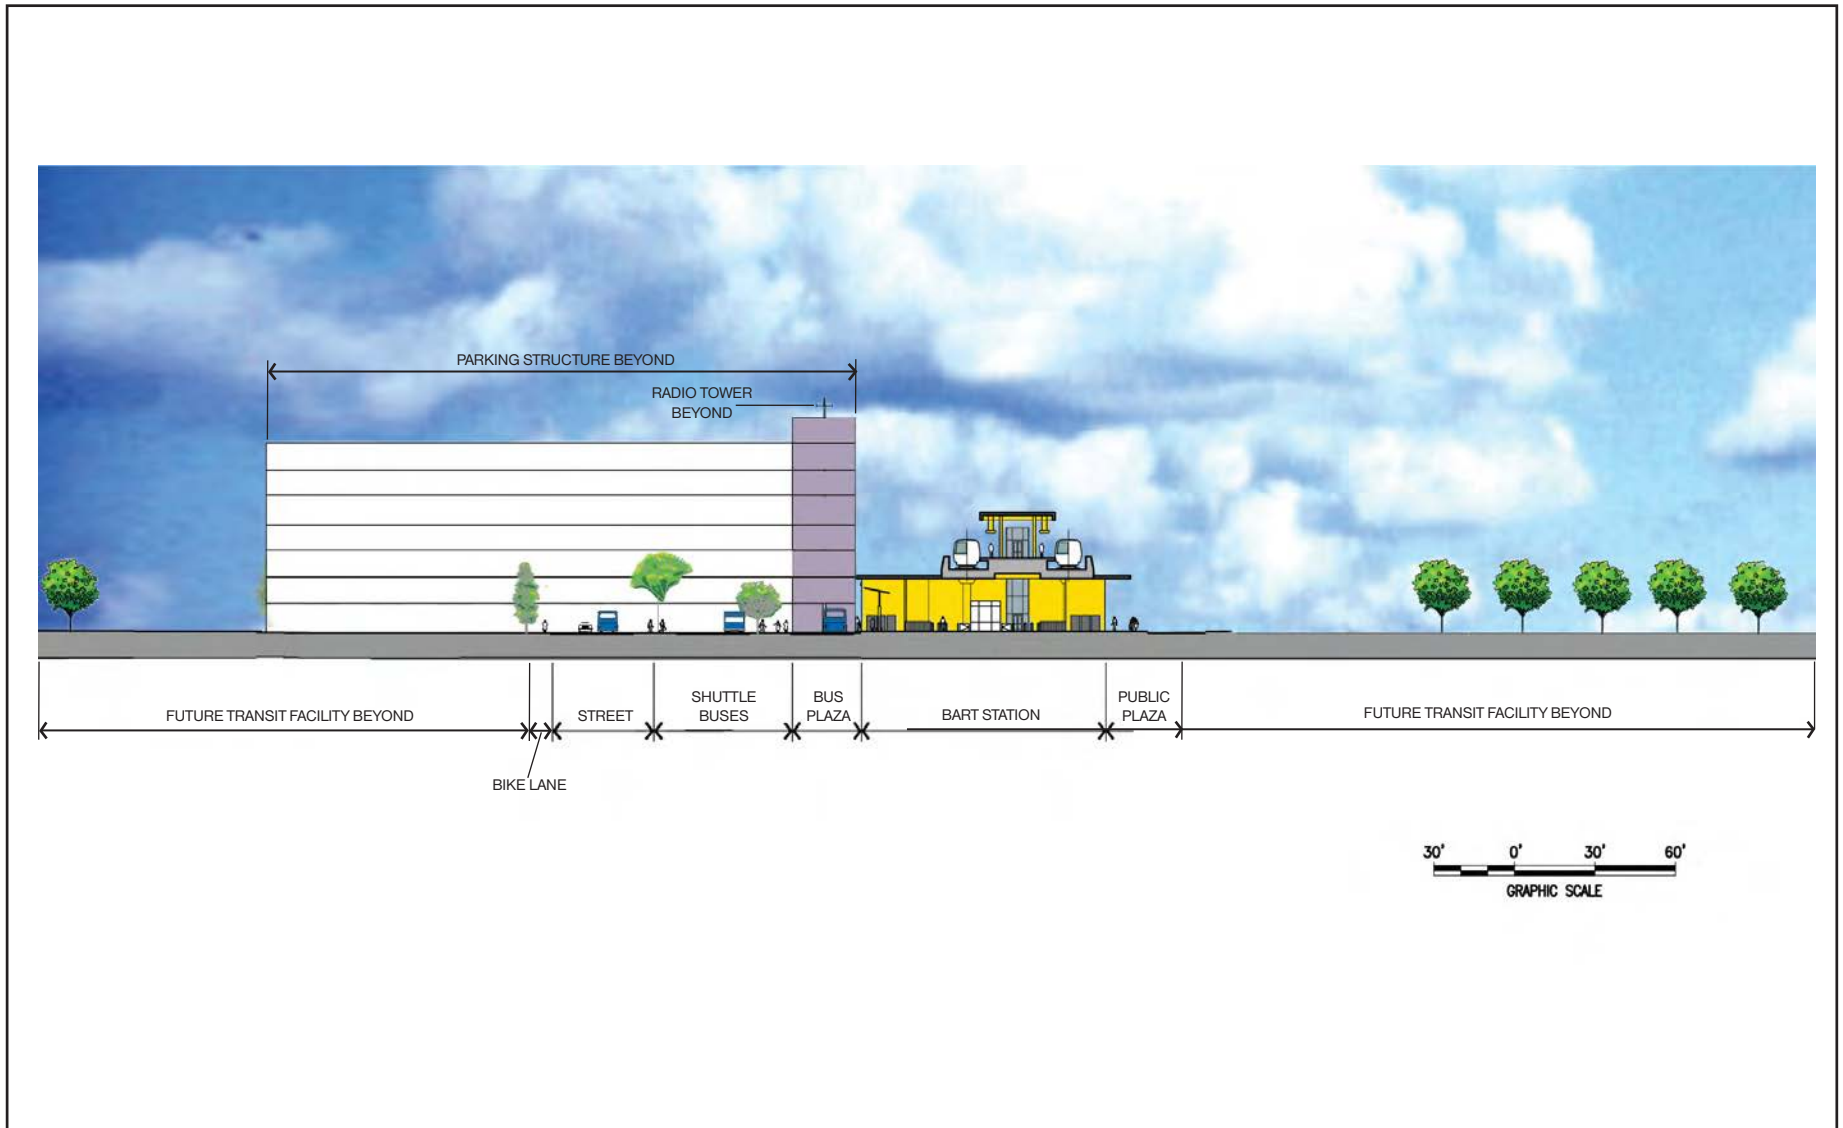 PARKING STRUCTURE BEYOND
RADIO TOWER
BEYOND
FUTURE TRANSIT FACILITY BEYOND
BIKE LANE
STREET
SHUTTLE
BUSES
BUS
PLAZA
BART STATION
PUBLIC
PLAZA
FUTURE TRANSIT FACILITY BEYOND
30' 0' 30' 60'
GRAPHIC SCALE